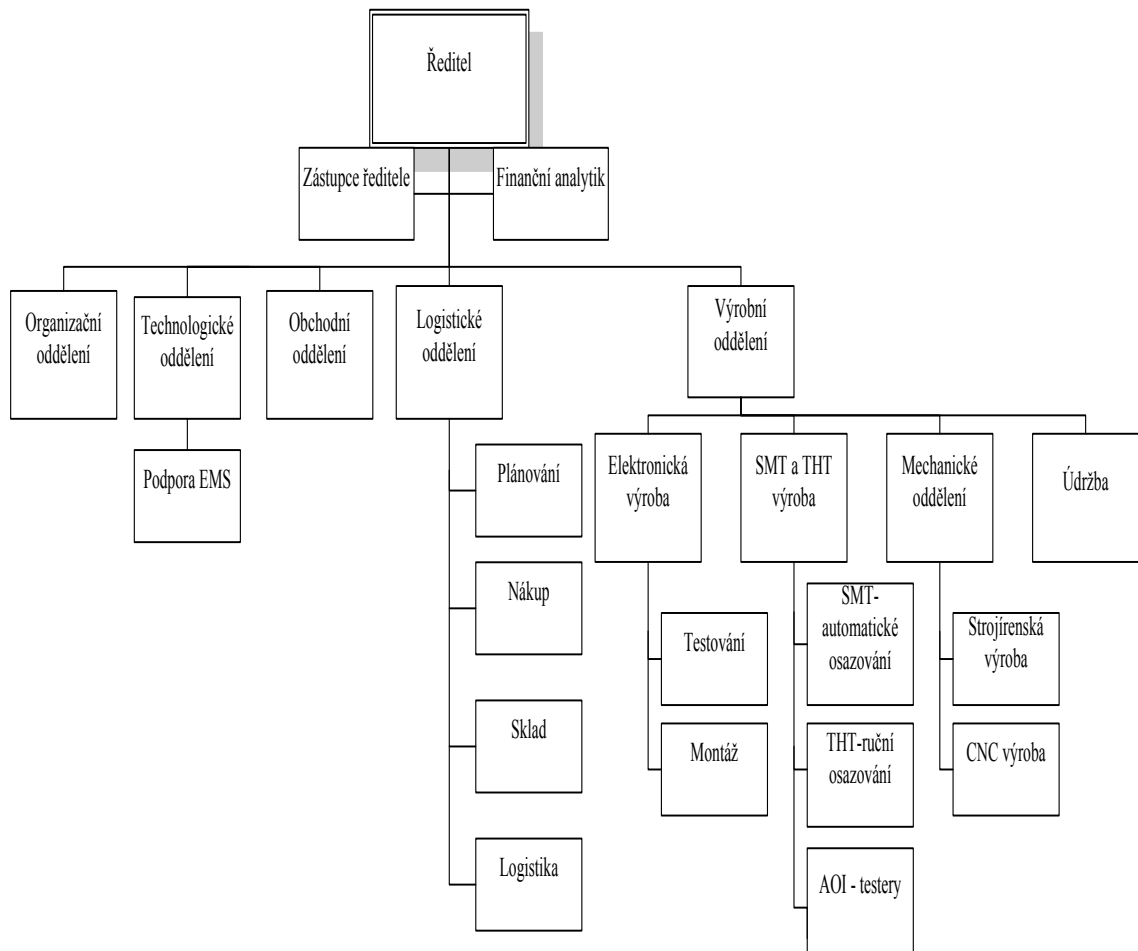 Ředitel
Zástupce ředitele
Finanční analytik
Organizační
oddělení
Technologické
oddělení
Obchodní
oddělení
Logistické
oddělení
Výrobní
oddělení
Podpora EMS
Plánování
Nákup
Sklad
Logistika
Elektronická
výroba
SMT a THT
výroba
Mechanické
oddělení
Údržba
Testování
Montáž
SMT-
automatické
osazování
THT-ruční
osazování
AOI - testery
Strojírenská
výroba
CNC výroba